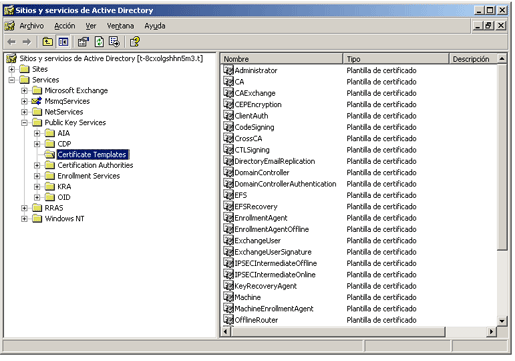 Sitios y servicios de Active Directory
Archivo Acción Ver Ventana Ayuda
Sitios y servicios de Active Directory [t-8cxolgshhn5m3.t]
Sites
Services
Microsoft Exchange
MsmqServices
NetServices
Public Key Services
AIA
CDP
Certificate Templates
Certification Authorities
Enrollment Services
KRA
OID
RRAS
Windows NT
Nombre Tipo Descripción
Administrator Plantilla de certificado
CA Plantilla de certificado
CAExchange Plantilla de certificado
CEPEncryption Plantilla de certificado
ClientAuth Plantilla de certificado
CodeSigning Plantilla de certificado
CrossCA Plantilla de certificado
CTLSigning Plantilla de certificado
DirectoryEmailReplication Plantilla de certificado
DomainController Plantilla de certificado
DomainControllerAuthentication Plantilla de certificado
EFS Plantilla de certificado
EFSRecovery Plantilla de certificado
EnrollmentAgent Plantilla de certificado
EnrollmentAgentOffline Plantilla de certificado
ExchangeUser Plantilla de certificado
ExchangeUserSignature Plantilla de certificado
IPSECIntermediateOffline Plantilla de certificado
IPSECIntermediateOnline Plantilla de certificado
KeyRecoveryAgent Plantilla de certificado
Machine Plantilla de certificado
MachineEnrollmentAgent Plantilla de certificado
OfflineRouter Plantilla de certificado